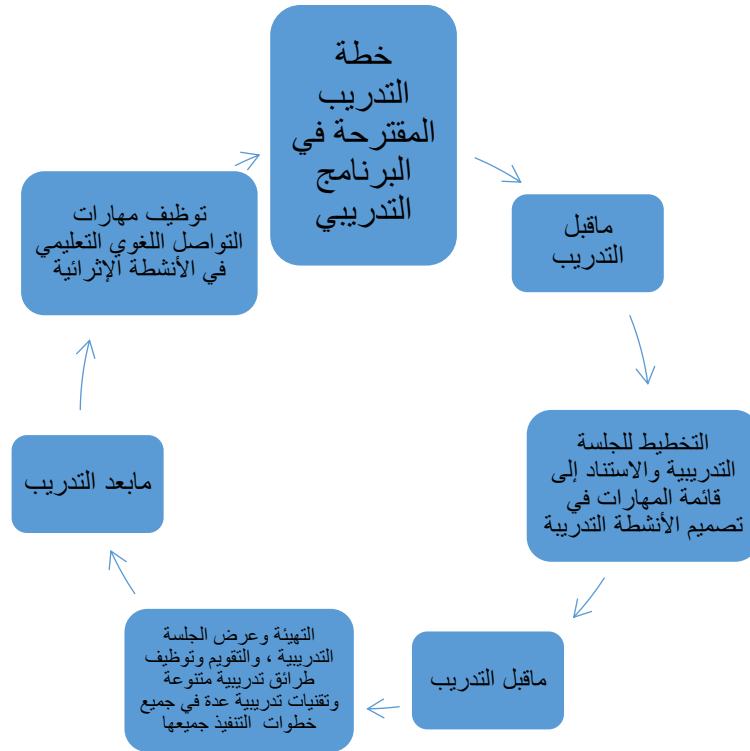 خطة
التدريب
المقترحة في
البرنامج
التدريبي
ماقبل
التدريب
التخطيط للجلسة
التدريبية والاستناد إلى
قائمة المهارات في
تصميم الأنشطة التدريبة
ماقبل التدريب
التهيئة وعرض الجلسة
التدريبية ، والتقويم وتوظيف
طرائق تدريبية متنوعة
وتقنيات تدريبية عدة في جميع
خطوات التنفيذ جميعها
مابعد التدريب
توظيف مهارات
التواصل اللغوي التعليمي
في الأنشطة الإثرائية